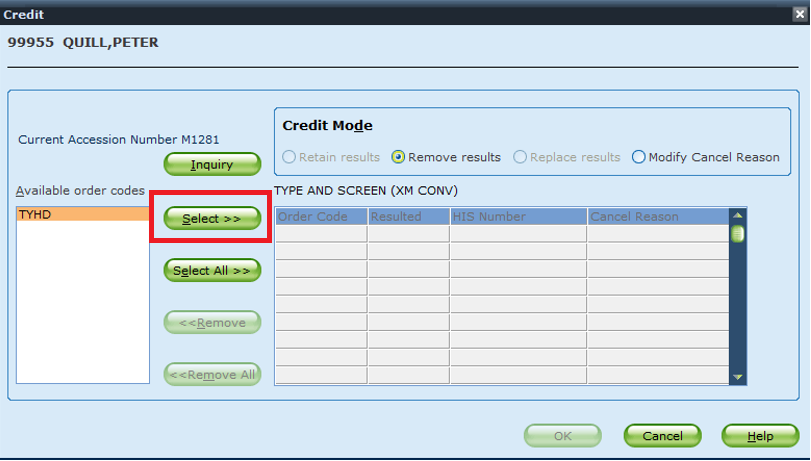 Credit
99955 QUILL,PETER
Current Accession Number M1281
Inquiry
Credit Mode
Retain results Remove results Replace results Modify Cancel Reason
Available order codes
TYHD
Select >>
Select All >>
<<Remove
<<Remove All
TYPE AND SCREEN (XM CONV)
Order Code Resulted HIS Number Cancel Reason
OK Cancel Help